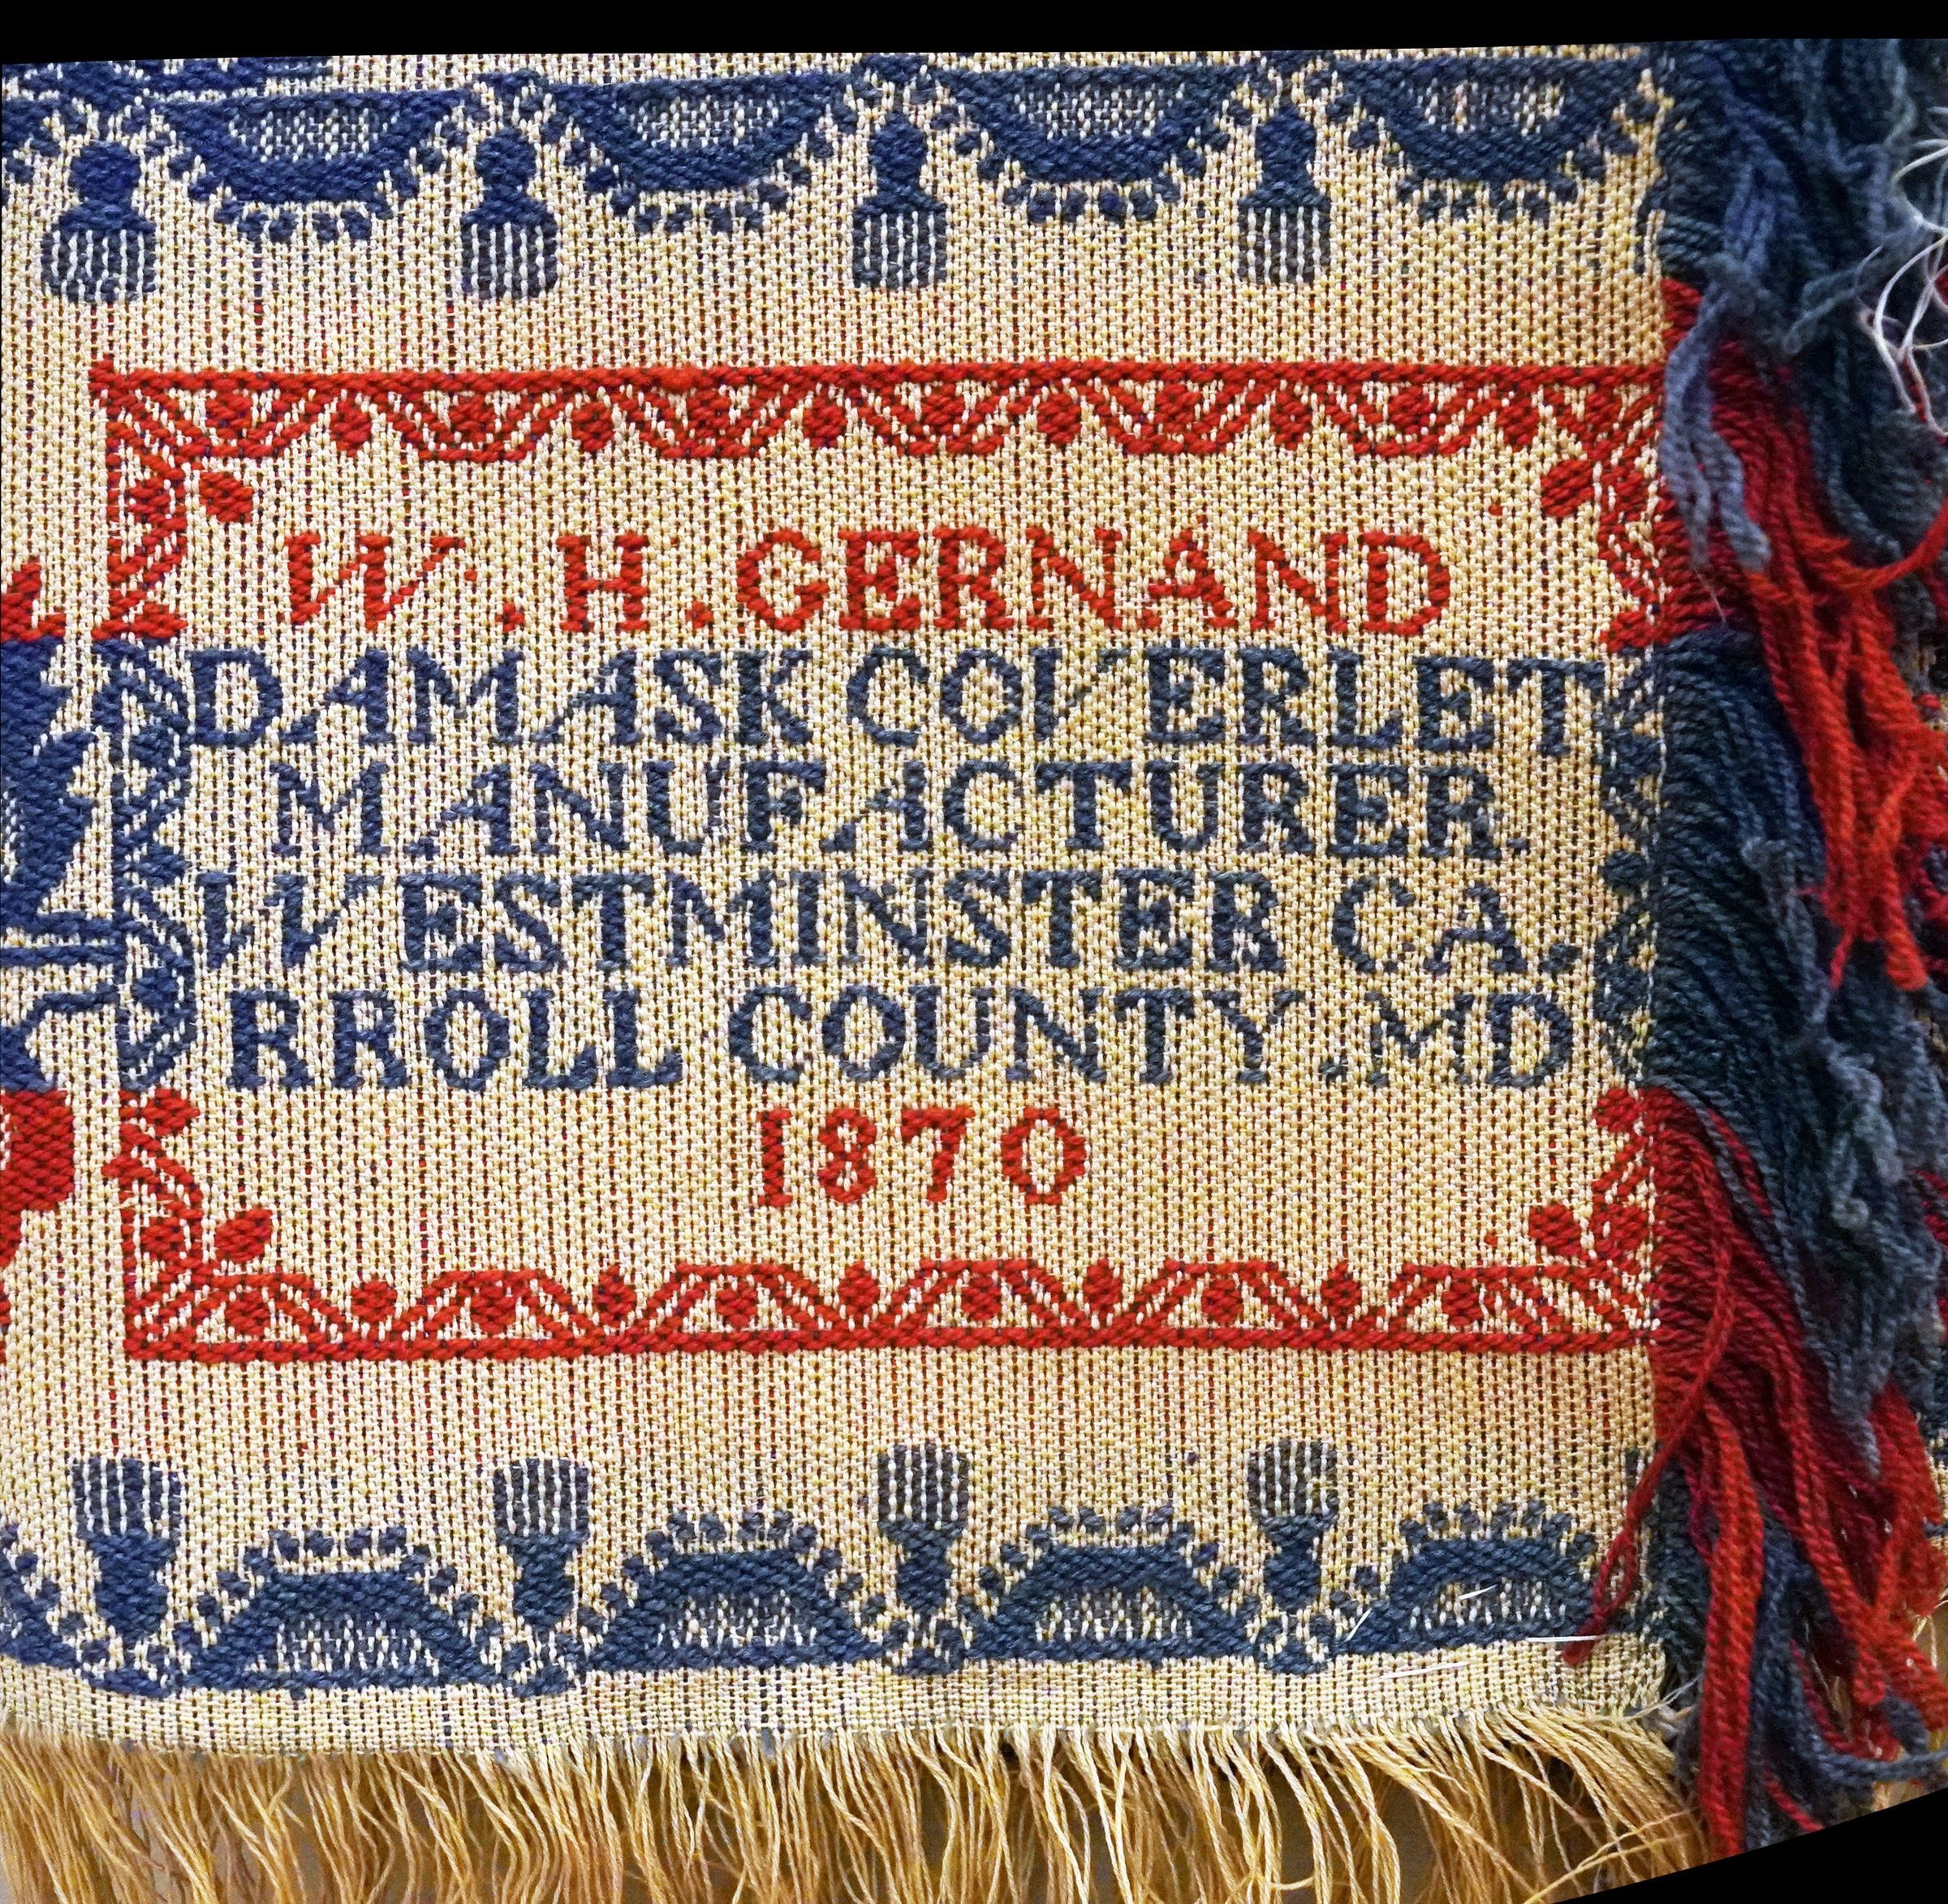 W. H. GERNAND
DAMASK COVERLET
MANUFACTURER.
WESTMINSTER CA.
RROLL COUNTY. MD
1870